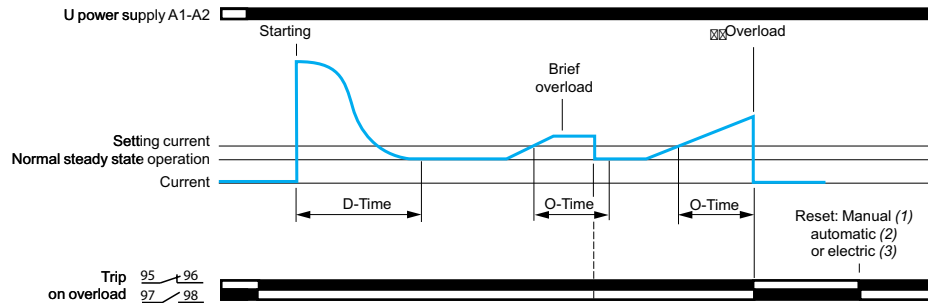 U power supply A1-A2
Starting
Overload
Brief
overload
Setting current
Normal steady state operation
Current
D-Time
O-Time
O-Time
Reset: Manual (1)
automatic (2)
or electric (3)
Trip 95 96
on overload 97 98